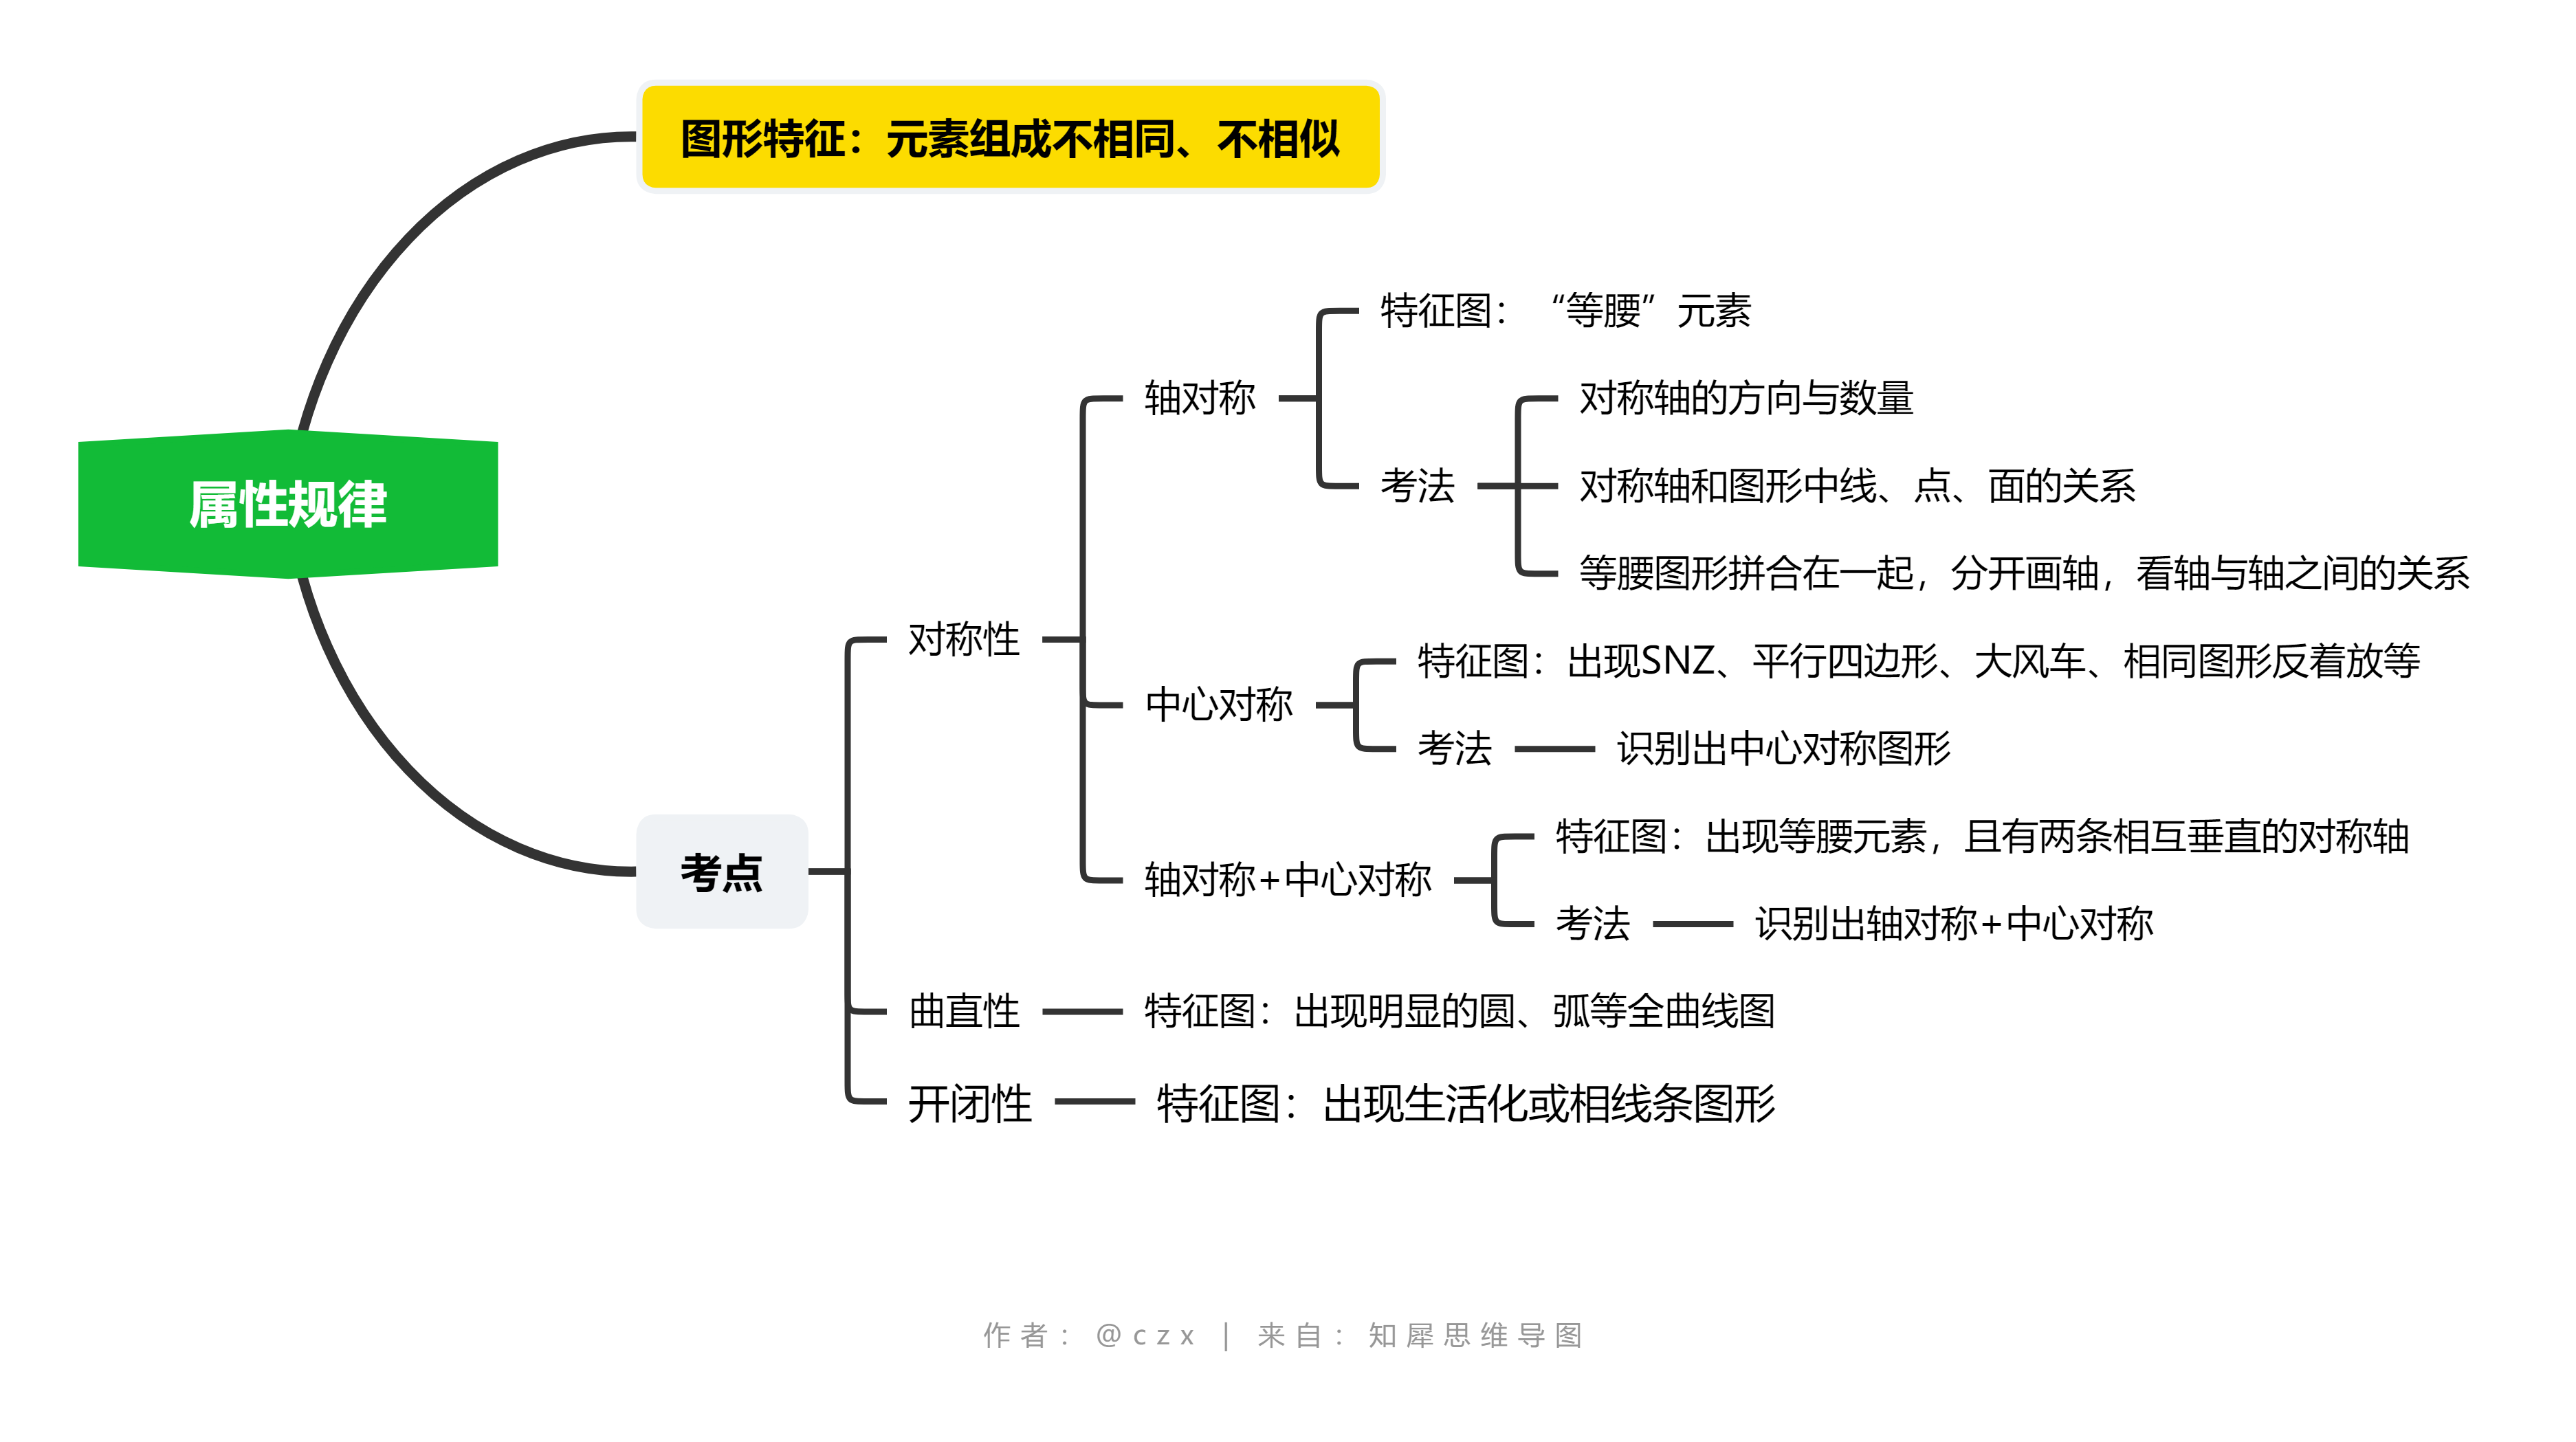 图形特征：元素组成不相同、不相似
属性规律
考点
对称性
轴对称
特征图：“等腰”元素
考法
对称轴的方向与数量
对称轴和图形中线、点、面的关系
等腰图形拼合在一起，分开画轴，看轴与轴之间的关系
中心对称
特征图：出现SNZ、平行四边形、大风车、相同图形反着放等
考法
识别出中心对称图形
轴对称+中心对称
特征图：出现等腰元素，且有两条相互垂直的对称轴
考法
识别出轴对称+中心对称
曲直性
特征图：出现明显的圆、弧等全曲线图
开闭性
特征图：出现生活化或相线条图形
作者：@czx | 来自：知犀思维导图